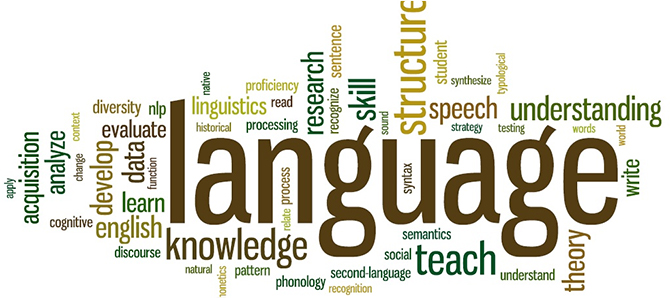 native
proficiency
research
sentence
structure
student
synthesize
typological
diversity
nlp
linguistics
read
recognize
skill
speech
understanding
context
evaluate
historical
processing
sound
strategy
testing
words
world
acquisition
analyze
change
develop
data
function
language
syntax
write
apply
cognitive
learn
english
relate
process
discourse
knowledge
semantics
social
teach
theory
natural
honetics
pattern
phonology
second-language
recognition
understand